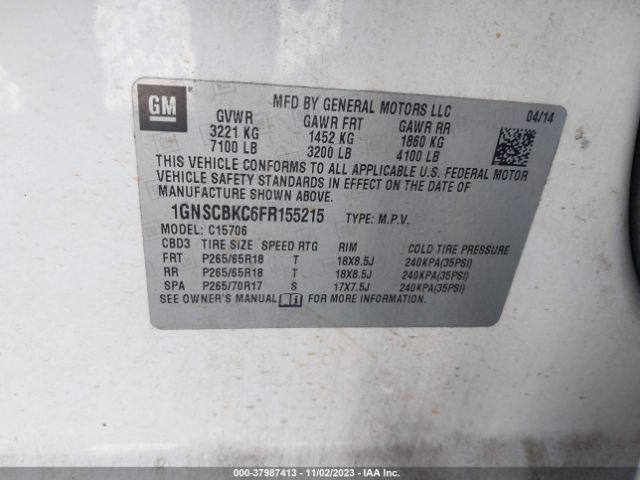 GM
MFD BY GENERAL MOTORS LLC
04/14
GVWR GAWR FRT GAWR RR
3221 KG 1452 KG 1860 KG
7100 LB 3200 LB 4100 LB
THIS VEHICLE CONFORMS TO ALL APPLICABLE U.S. FEDERAL MOTOR
VEHICLE SAFETY STANDARDS IN EFFECT ON THE DATE OF
MANUFACTURE SHOWN ABOVE.
1GNSCBKC6FR155215 TYPE: M.P.V.
MODEL: C15706
CBD3 TIRE SIZE SPEED RTG RIM COLD TIRE PRESSURE
FRT P265/65R18 T 18X8.5J 240KPA(35PSI)
RR P265/65R18 T 18X8.5J 240KPA(35PSI)
SPA P265/70R17 S 17X7.5J 240KPA(35PSI)
SEE OWNER'S MANUAL FOR MORE INFORMATION.
000-37987413 - 11/02/2023 - IAA Inc.